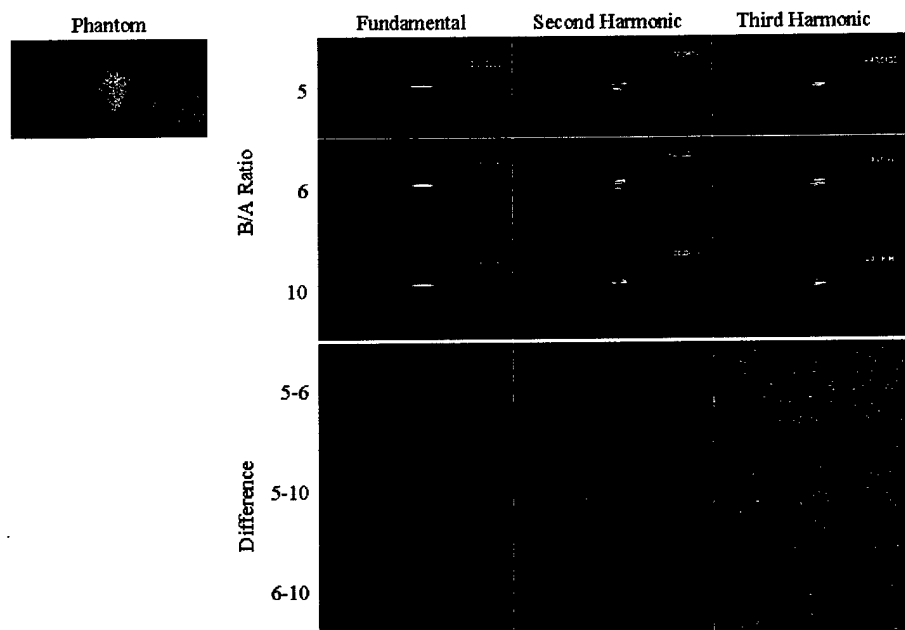 Phantom
Fundamental
Second Harmonic
Third Harmonic
B/A Ratio
5
6
10
Difference
5-6
5-10
6-10